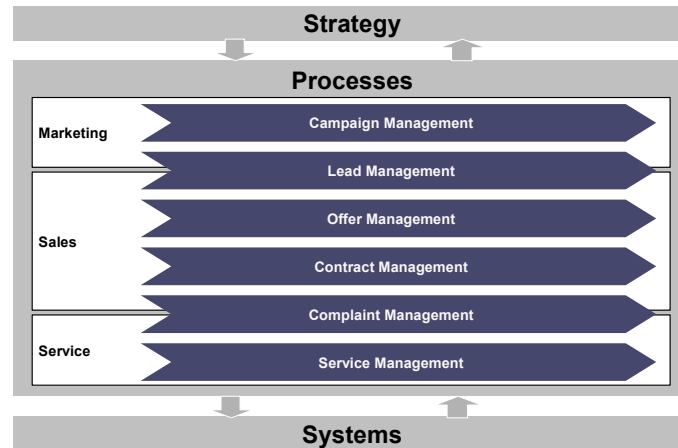 Strategy
Processes
Marketing
Campaign Management
Lead Management
Sales
Offer Management
Contract Management
Complaint Management
Service
Service Management
Systems